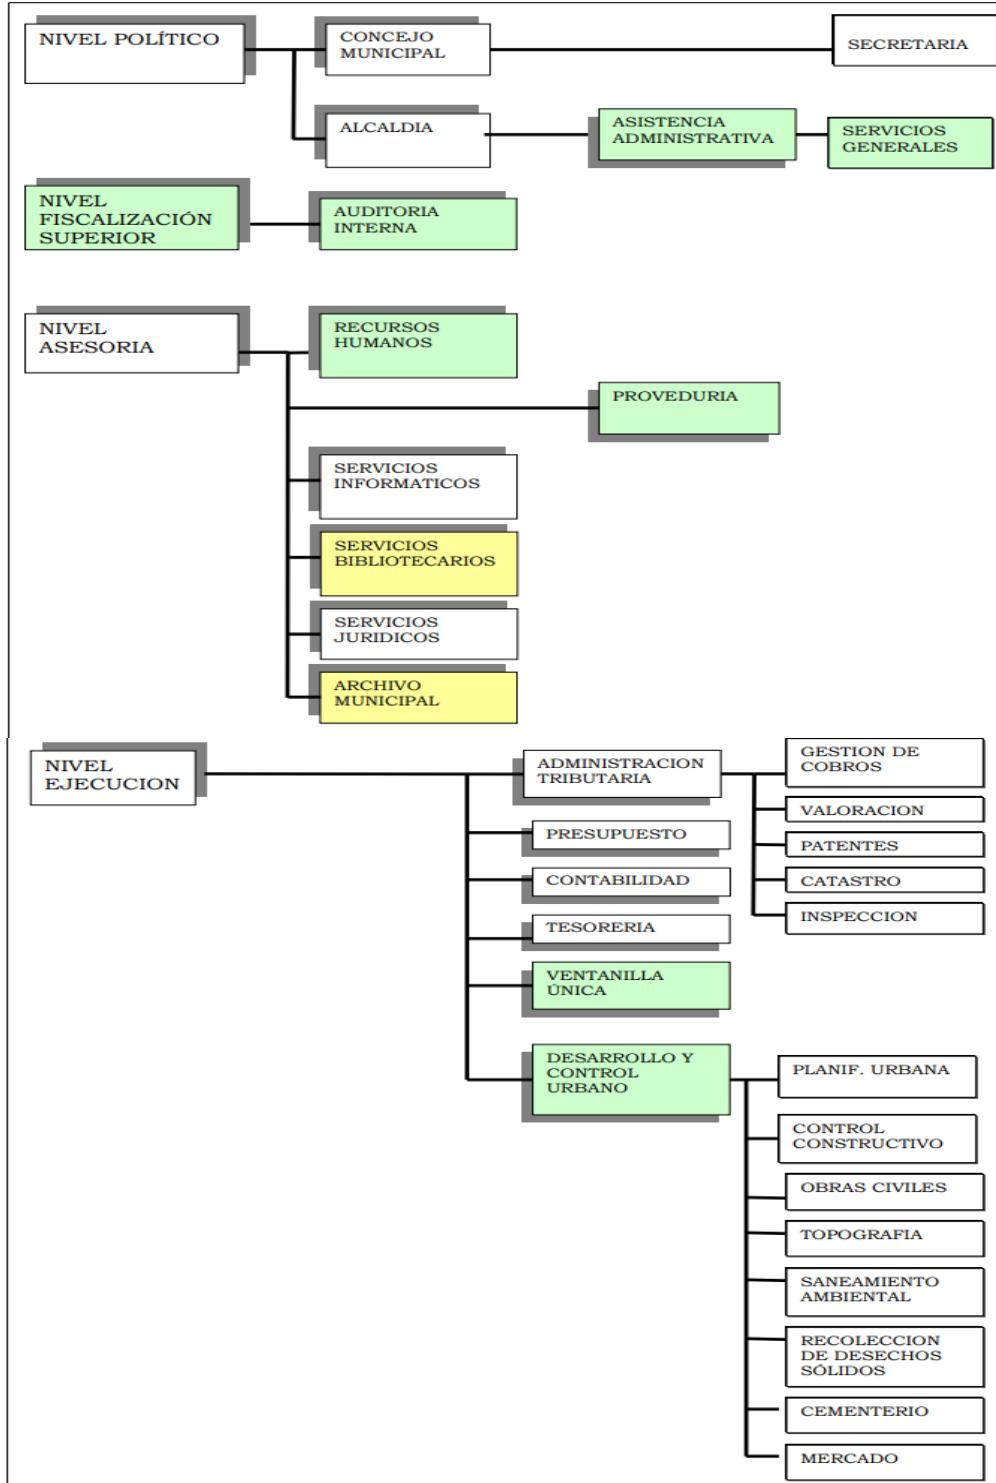 NIVEL POLÍTICO
CONCEJO
MUNICIPAL
SECRETARIA
ALCALDIA
ASISTENCIA
ADMINISTRATIVA
SERVICIOS
GENERALES
NIVEL
FISCALIZACIÓN
SUPERIOR
AUDITORIA
INTERNA
NIVEL
ASESORIA
RECURSOS
HUMANOS
PROVEDURIA
SERVICIOS
INFORMATICOS
SERVICIOS
BIBLIOTECARIOS
SERVICIOS
JURIDICOS
ARCHIVO
MUNICIPAL
NIVEL
EJECUCION
ADMINISTRACION
TRIBUTARIA
GESTION DE
COBROS
VALORACION
PATENTES
CATASTRO
INSPECCION
PRESUPUESTO
CONTABILIDAD
TESORERIA
VENTANILLA
ÚNICA
DESARROLLO Y
CONTROL
URBANO
PLANIF. URBANA
CONTROL
CONSTRUCTIVO
OBRAS CIVILES
TOPOGRAFIA
SANEAMIENTO
AMBIENTAL
RECOLECCION
DE DESECHOS
SÓLIDOS
CEMENTERIO
MERCADO